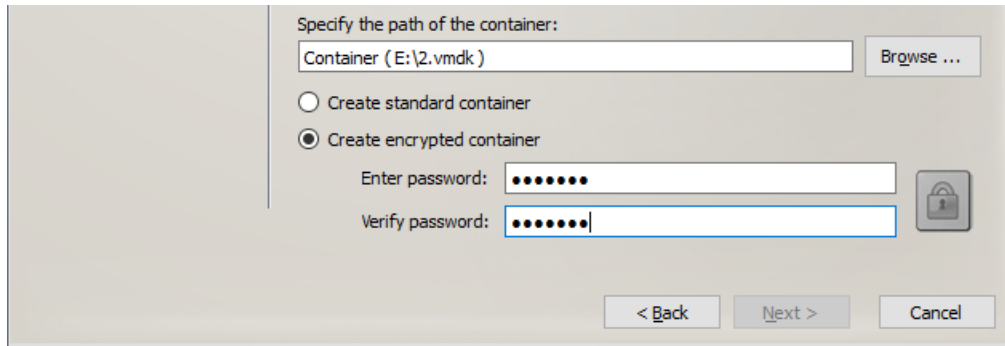 Specify the path of the container:
Container ( E:\2.vmdk )
Browse ...
Create standard container
Create encrypted container
Enter password: ●●●●●●●
Verify password: ●●●●●●●
< Back
Next >
Cancel